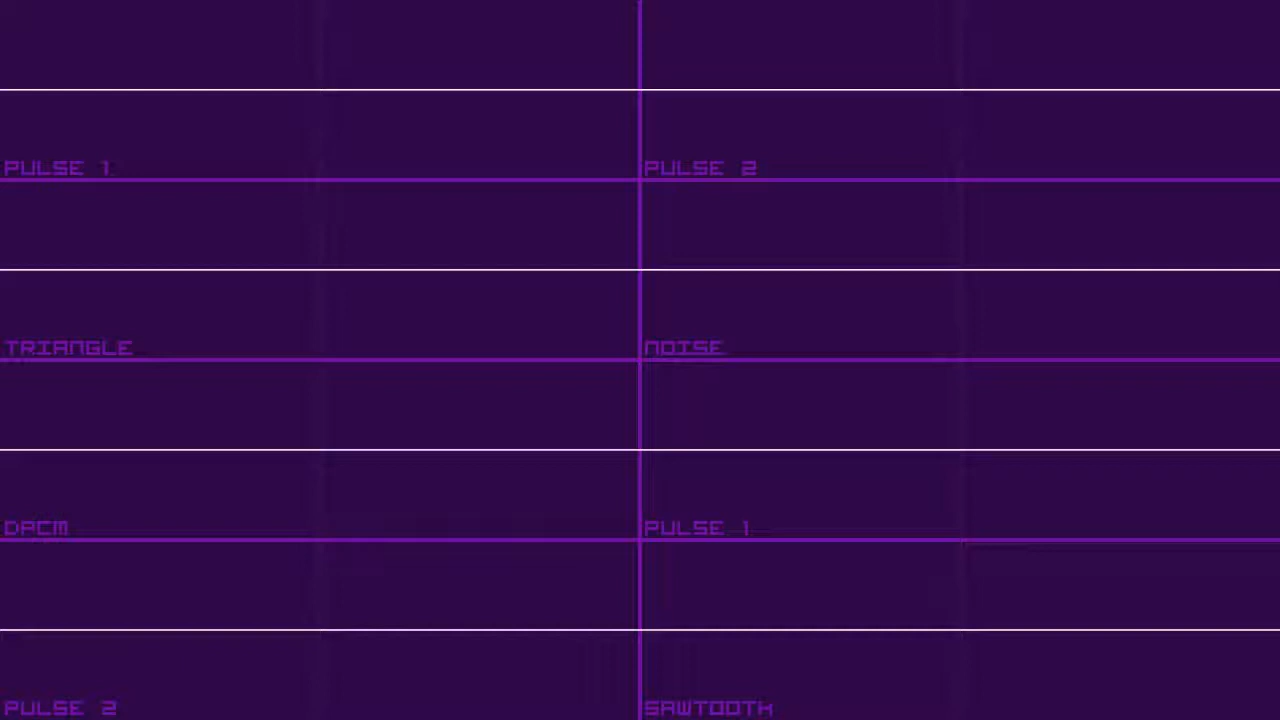 PULSE 1
PULSE 2
TRIANGLE
NOISE
DPCM
PULSE 1
PULSE 2
SAWTOOTH